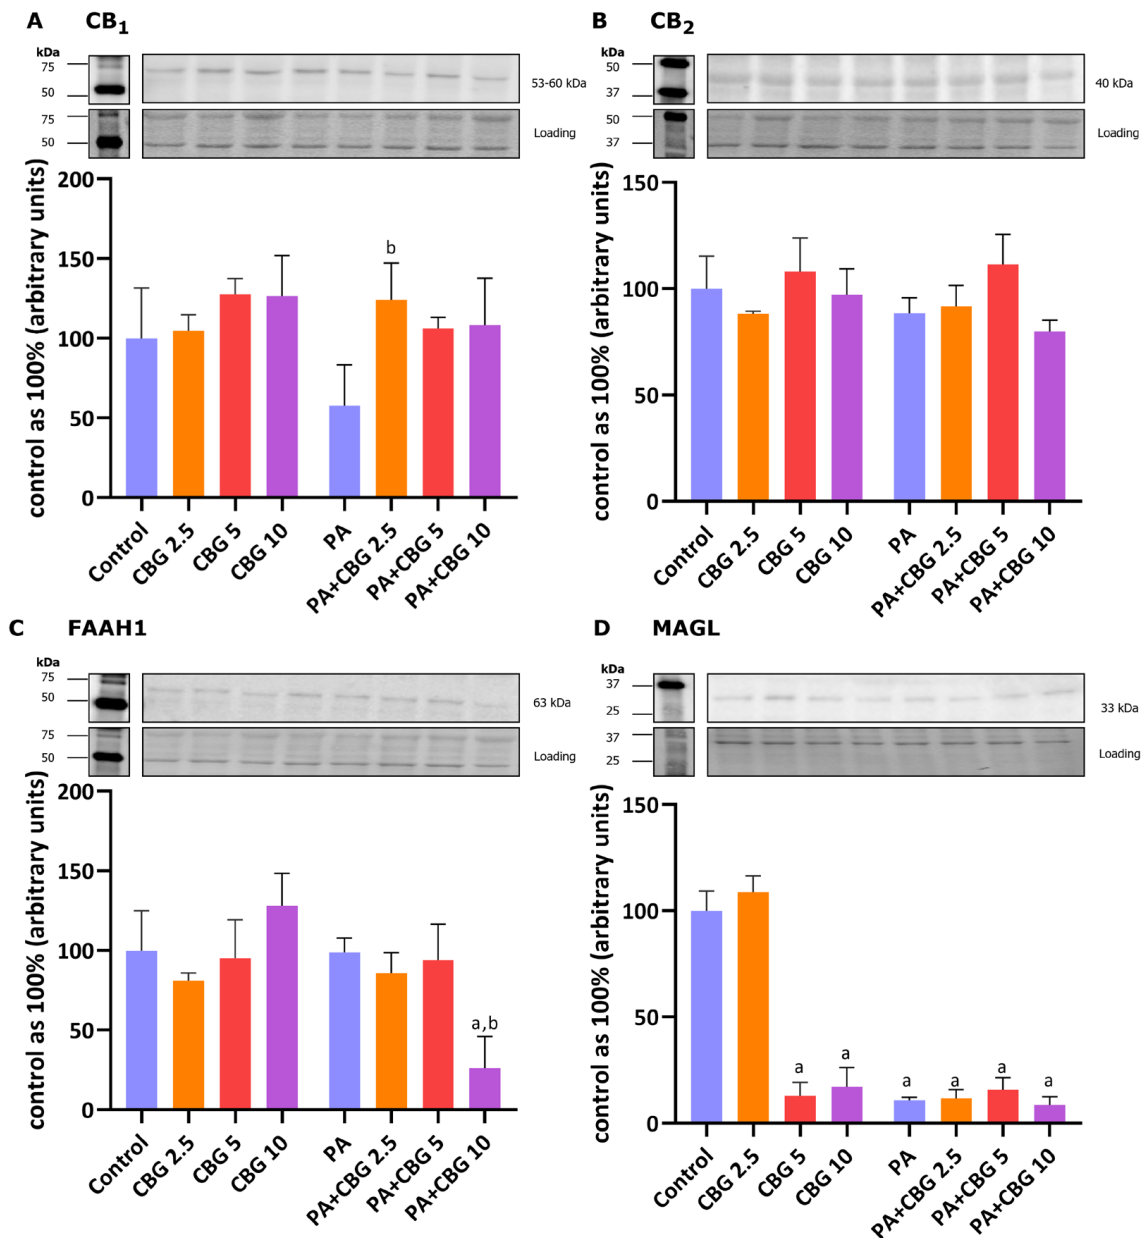 A CB1
kDa
75
50
53-60 kDa
75
50
Loading
control as 100% (arbitrary units)
200
150
100
50
0
b
Control
CBG 2.5
CBG 5
CBG 10
PA
PA+CBG 2.5
PA+CBG 5
PA+CBG 10
B CB2
kDa
50
37
40 kDa
50
37
Loading
control as 100% (arbitrary units)
150
100
50
0
Control
CBG 2.5
CBG 5
CBG 10
PA
PA+CBG 2.5
PA+CBG 5
PA+CBG 10
C FAAH1
kDa
75
50
63 kDa
75
50
Loading
control as 100% (arbitrary units)
200
150
100
50
0
a,b
Control
CBG 2.5
CBG 5
CBG 10
PA
PA+CBG 2.5
PA+CBG 5
PA+CBG 10
D MAGL
kDa
37
25
33 kDa
37
25
Loading
control as 100% (arbitrary units)
150
100
50
0
a
a
a
a
a
a
Control
CBG 2.5
CBG 5
CBG 10
PA
PA+CBG 2.5
PA+CBG 5
PA+CBG 10